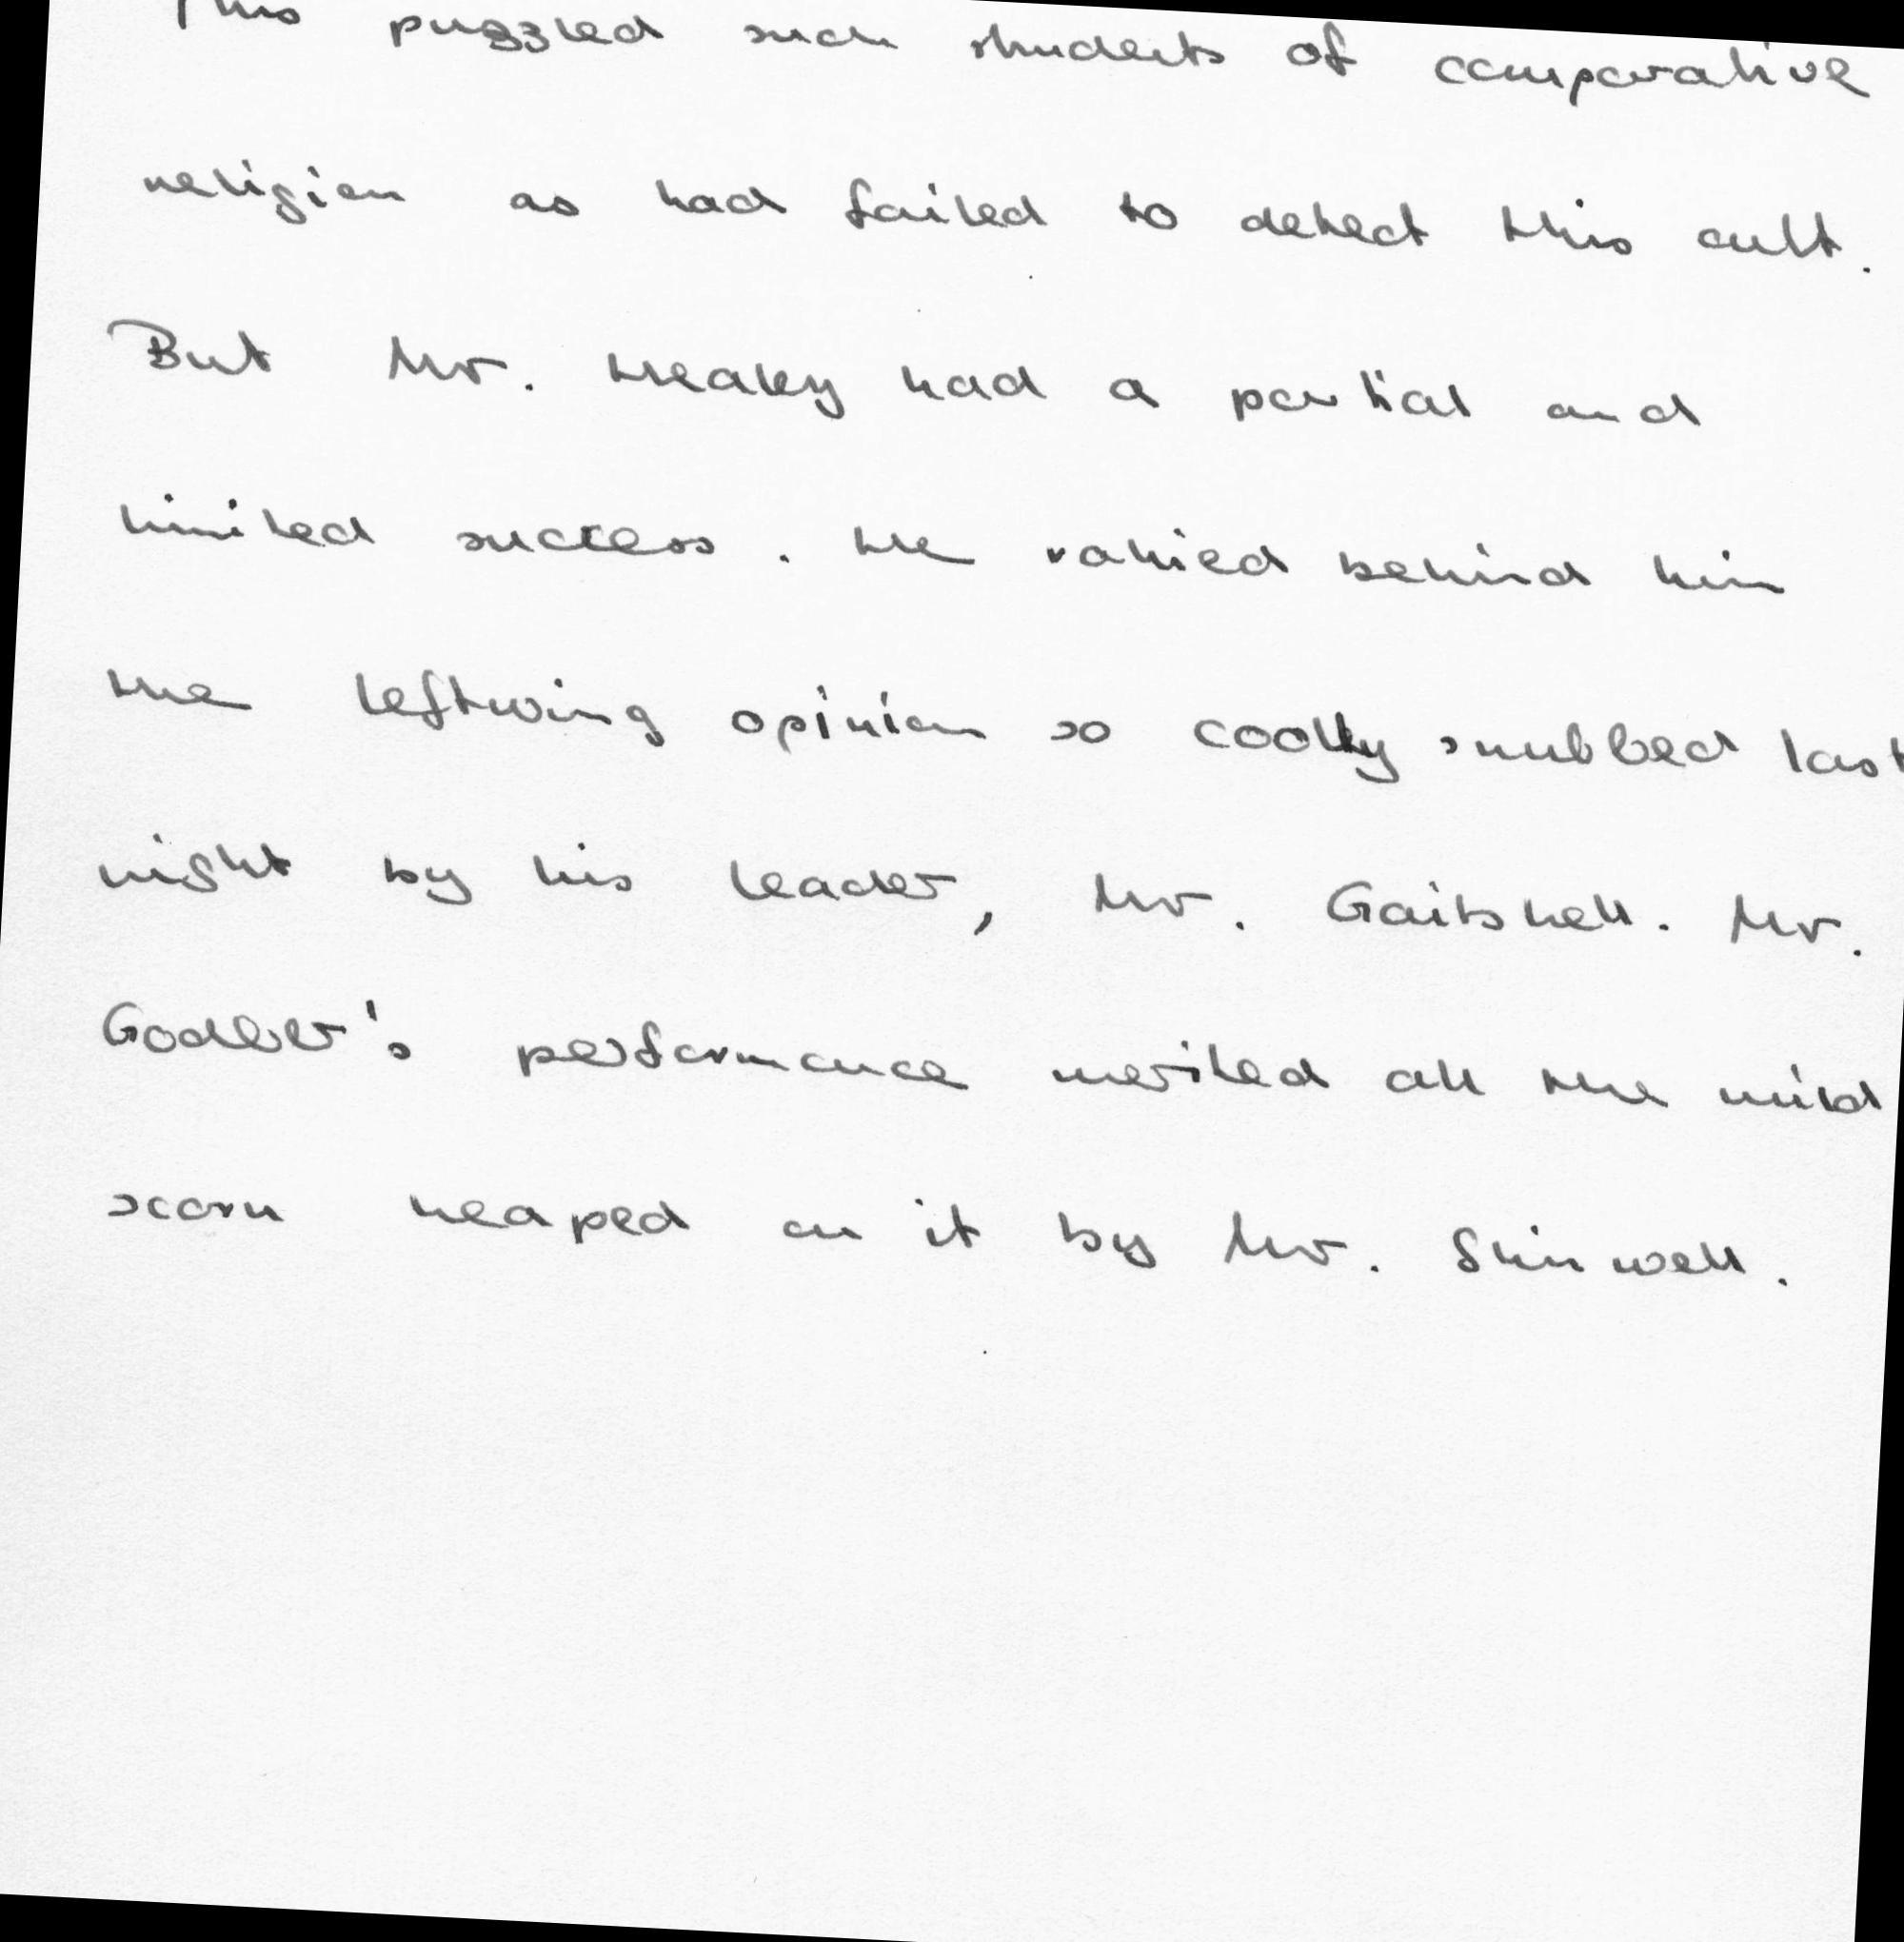 This puzzled such students of comparative
religion as had failed to detect this cult.
But Mr. Healey had a partial and
limited success. He rallied behind him
the leftwing opinion so coolly snubbed last
night by his leader, Mr. Gaitskell. Mr.
Godber's performance merited all the mild
scorn heaped on it by Mr. Shinwell.